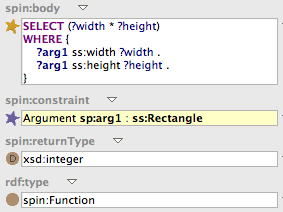 spin:body
SELECT (?width * ?height)
WHERE {
?arg1 ss:width ?width .
?arg1 ss:height ?height .
}
spin:constraint
Argument sp:arg1 : ss:Rectangle
spin:returnType
D xsd:integer
rdf:type
spin:Function